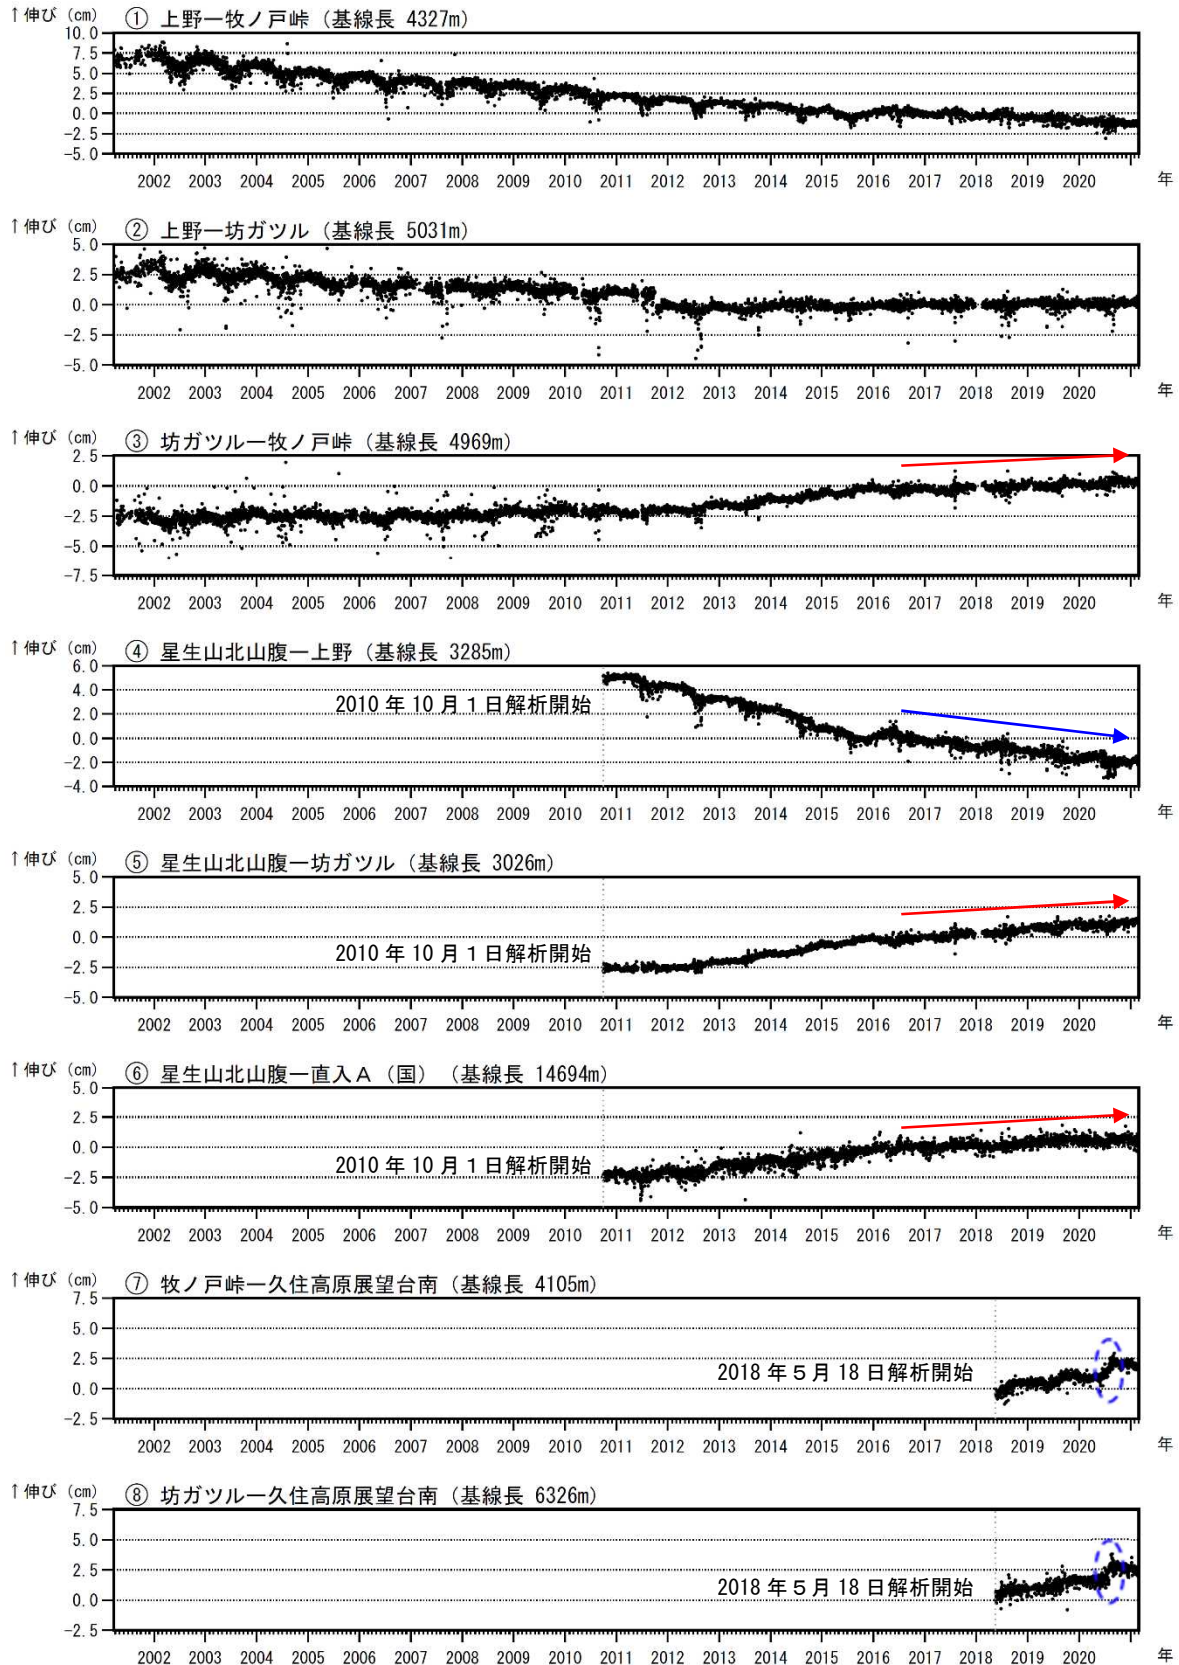 ↑伸び (cm) ① 上野－牧ノ戸峠 (基線長 4327m)
10.0
7.5
5.0
2.5
0.0
-2.5
-5.0
2002 2003 2004 2005 2006 2007 2008 2009 2010 2011 2012 2013 2014 2015 2016 2017 2018 2019 2020 年
↑伸び (cm) ② 上野－坊ガツル (基線長 5031m)
5.0
2.5
0.0
-2.5
-5.0
2002 2003 2004 2005 2006 2007 2008 2009 2010 2011 2012 2013 2014 2015 2016 2017 2018 2019 2020 年
↑伸び (cm) ③ 坊ガツル－牧ノ戸峠 (基線長 4969m)
2.5
0.0
-2.5
-5.0
-7.5
2002 2003 2004 2005 2006 2007 2008 2009 2010 2011 2012 2013 2014 2015 2016 2017 2018 2019 2020 年
↑伸び (cm) ④ 星生山北山腹－上野 (基線長 3285m)
6.0
4.0
2010 年 10 月 1 日解析開始
2.0
0.0
-2.0
-4.0
2002 2003 2004 2005 2006 2007 2008 2009 2010 2011 2012 2013 2014 2015 2016 2017 2018 2019 2020 年
↑伸び (cm) ⑤ 星生山北山腹－坊ガツル (基線長 3026m)
5.0
2.5
0.0
2010 年 10 月 1 日解析開始
-2.5
-5.0
2002 2003 2004 2005 2006 2007 2008 2009 2010 2011 2012 2013 2014 2015 2016 2017 2018 2019 2020 年
↑伸び (cm) ⑥ 星生山北山腹－直入A (国) (基線長 14694m)
5.0
2.5
0.0
2010 年 10 月 1 日解析開始
-2.5
-5.0
2002 2003 2004 2005 2006 2007 2008 2009 2010 2011 2012 2013 2014 2015 2016 2017 2018 2019 2020 年
↑伸び (cm) ⑦ 牧ノ戸峠－久住高原展望台南 (基線長 4105m)
7.5
5.0
2.5
2018 年 5 月 18 日解析開始
0.0
-2.5
2002 2003 2004 2005 2006 2007 2008 2009 2010 2011 2012 2013 2014 2015 2016 2017 2018 2019 2020 年
↑伸び (cm) ⑧ 坊ガツル－久住高原展望台南 (基線長 6326m)
7.5
5.0
2.5
2018 年 5 月 18 日解析開始
0.0
-2.5
2002 2003 2004 2005 2006 2007 2008 2009 2010 2011 2012 2013 2014 2015 2016 2017 2018 2019 2020 年